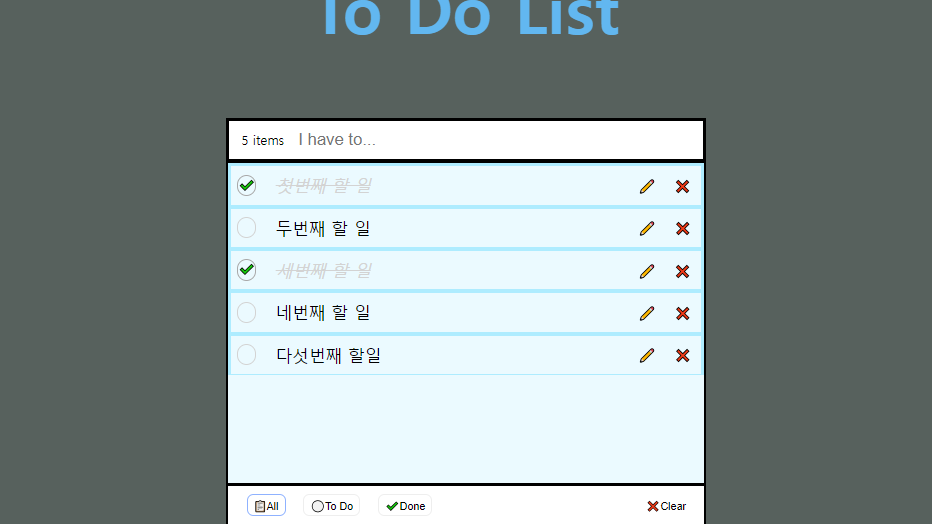 To Do List
5 items I have to...
첫번째 할 일
두번째 할 일
세번째 할 일
네번째 할 일
다섯번째 할일
All To Do Done Clear